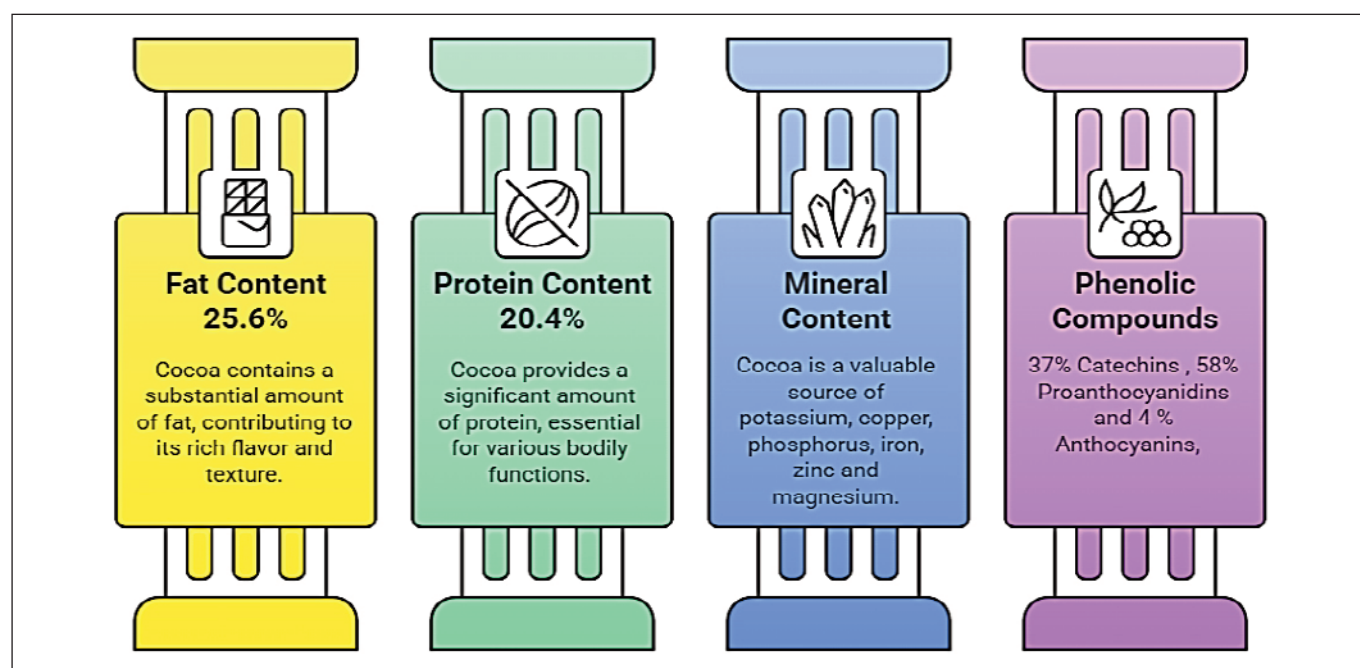 Fat Content
25.6%
Cocoa contains a
substantial amount
of fat, contributing to
its rich flavor and
texture.
Protein Content
20.4%
Cocoa provides a
significant amount
of protein, essential
for various bodily
functions.
Mineral
Content
Cocoa is a valuable
source of
potassium, copper,
phosphorus, iron,
zinc and
magnesium.
Phenolic
Compounds
37% Catechins , 58%
Proanthocyanidins
and 4 %
Anthocyanins,